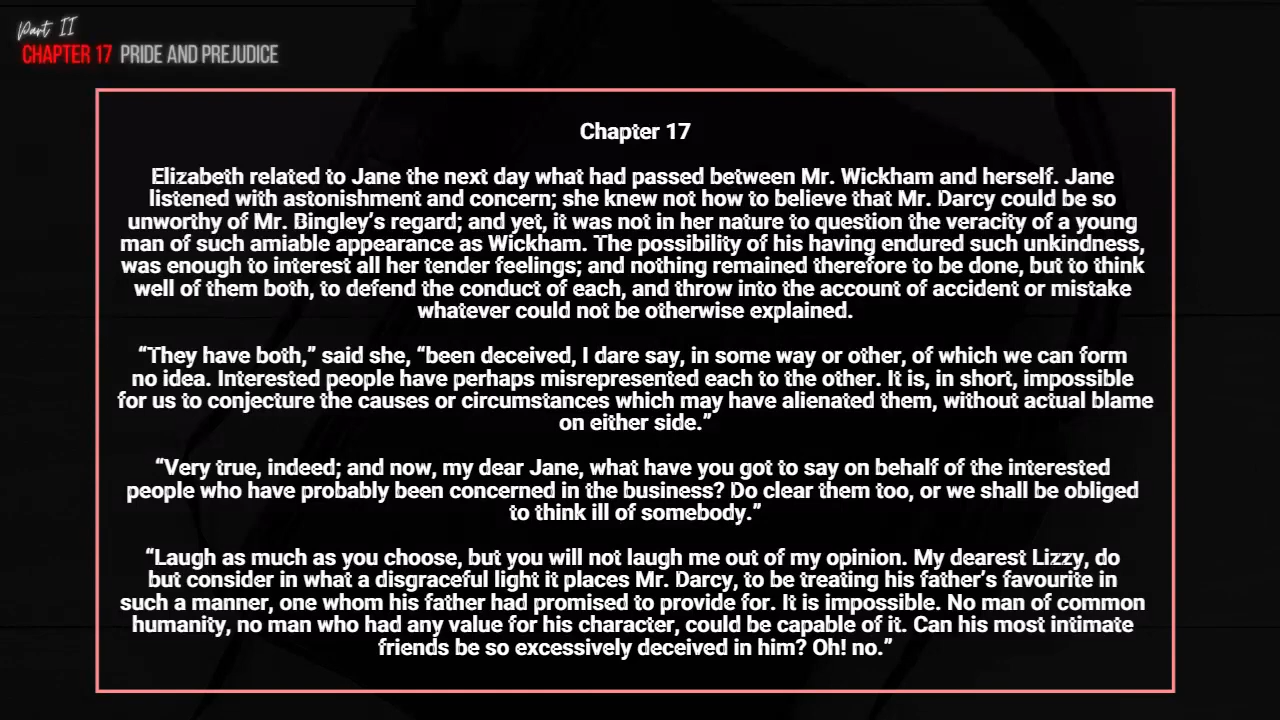 Part II
CHAPTER 17 PRIDE AND PREJUDICE
Chapter 17
Elizabeth related to Jane the next day what had passed between Mr. Wickham and herself. Jane
listened with astonishment and concern; she knew not how to believe that Mr. Darcy could be so
unworthy of Mr. Bingley’s regard; and yet, it was not in her nature to question the veracity of a young
man of such amiable appearance as Wickham. The possibility of his having endured such unkindness,
was enough to interest all her tender feelings; and nothing remained therefore to be done, but to think
well of them both, to defend the conduct of each, and throw into the account of accident or mistake
whatever could not be otherwise explained.
“They have both,” said she, “been deceived, I dare say, in some way or other, of which we can form
no idea. Interested people have perhaps misrepresented each to the other. It is, in short, impossible
for us to conjecture the causes or circumstances which may have alienated them, without actual blame
on either side.”
“Very true, indeed; and now, my dear Jane, what have you got to say on behalf of the interested
people who have probably been concerned in the business? Do clear them too, or we shall be obliged
to think ill of somebody.”
“Laugh as much as you choose, but you will not laugh me out of my opinion. My dearest Lizzy, do
but consider in what a disgraceful light it places Mr. Darcy, to be treating his father’s favourite in
such a manner, one whom his father had promised to provide for. It is impossible. No man of common
humanity, no man who had any value for his character, could be capable of it. Can his most intimate
friends be so excessively deceived in him? Oh! no.”